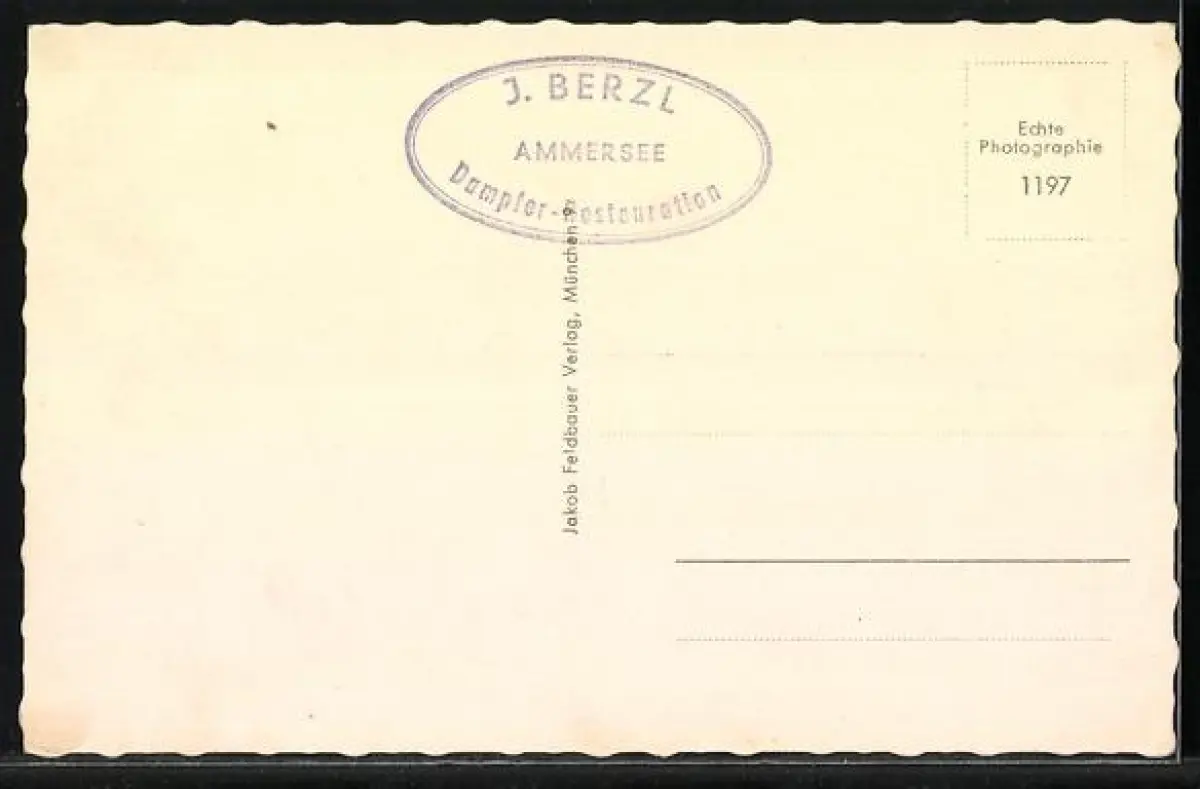 J. BERZL
AMMERSEE
Dampfer-Restauration
Echte
Photographie
1197
Jakob Feldbauer Verlag, München 9